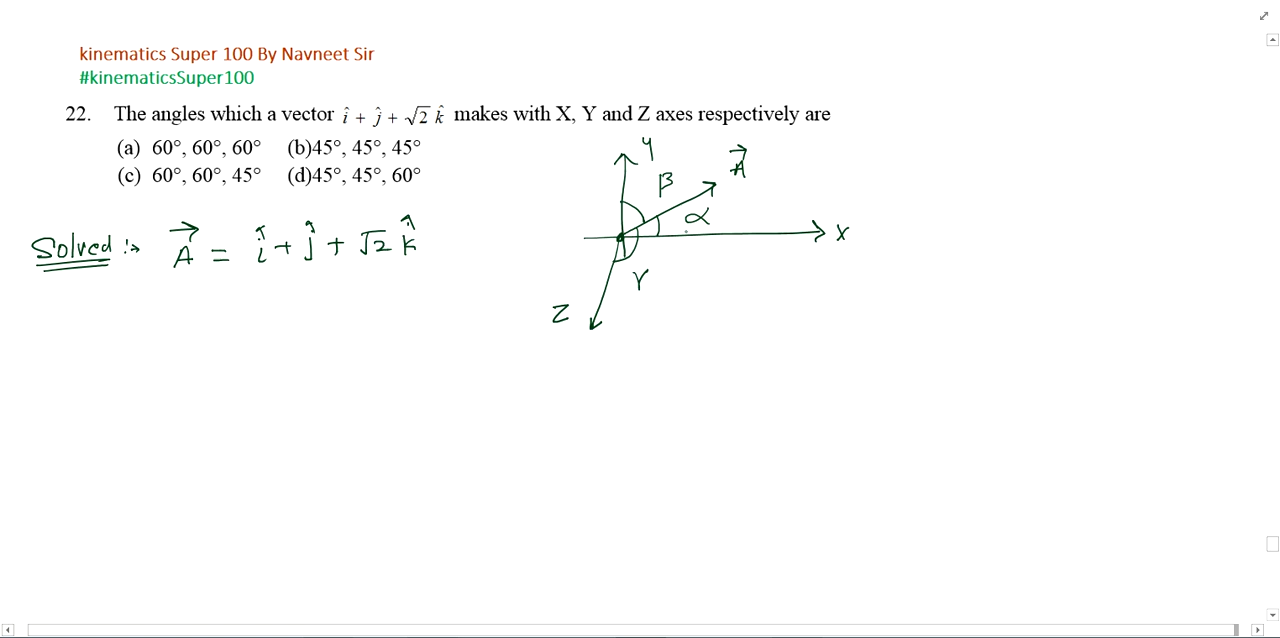 kinematics Super 100 By Navneet Sir
#kinematicsSuper100
22. The angles which a vector î + ĵ + √2 k̂ makes with X, Y and Z axes respectively are
(a) 60°, 60°, 60° (b)45°, 45°, 45°
(c) 60°, 60°, 45° (d)45°, 45°, 60°
Y
A⃗
β
α
Solved :→ A⃗ = î + ĵ + √2 k̂
X
γ
Z